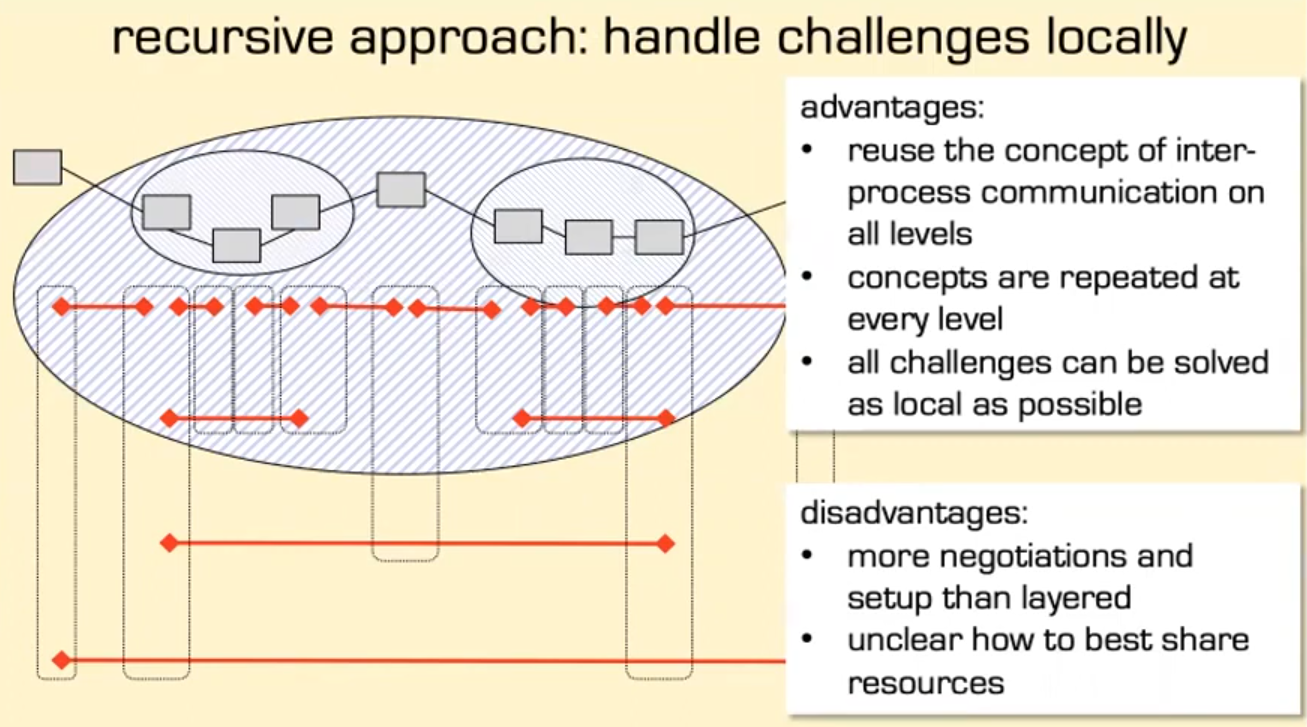 recursive approach: handle challenges locally
advantages:
• reuse the concept of inter-
process communication on
all levels
• concepts are repeated at
every level
• all challenges can be solved
as local as possible
disadvantages:
• more negotiations and
setup than layered
• unclear how to best share
resources